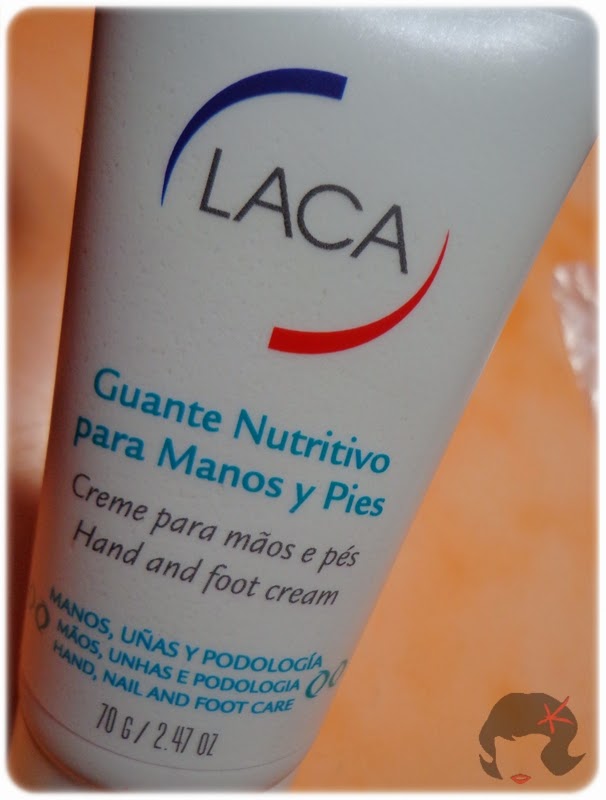 LACA
Guante Nutritivo
para Manos y Pies
Creme para mãos e pés
Hand and foot cream
MANOS, UÑAS Y PODOLOGÍA
MÃOS, UNHAS E PODOLOGIA
HAND, NAIL AND FOOT CARE
70 G / 2.47 OZ